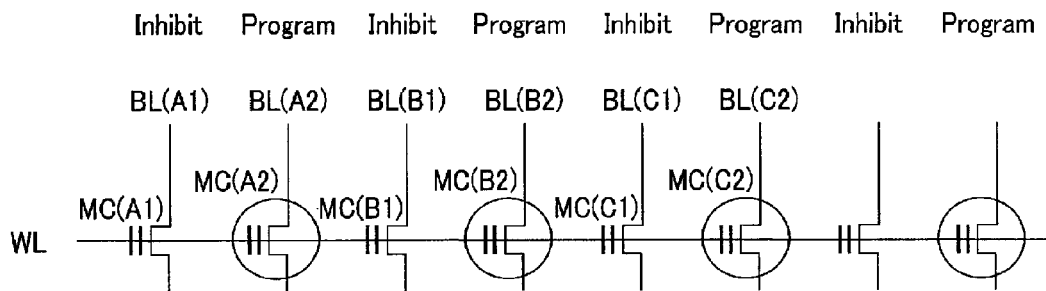 Inhibit Program Inhibit Program Inhibit Program Inhibit Program
BL(A1) BL(A2) BL(B1) BL(B2) BL(C1) BL(C2)
MC(A2) MC(B2) MC(C2)
MC(A1) MC(B1) MC(C1)
WL